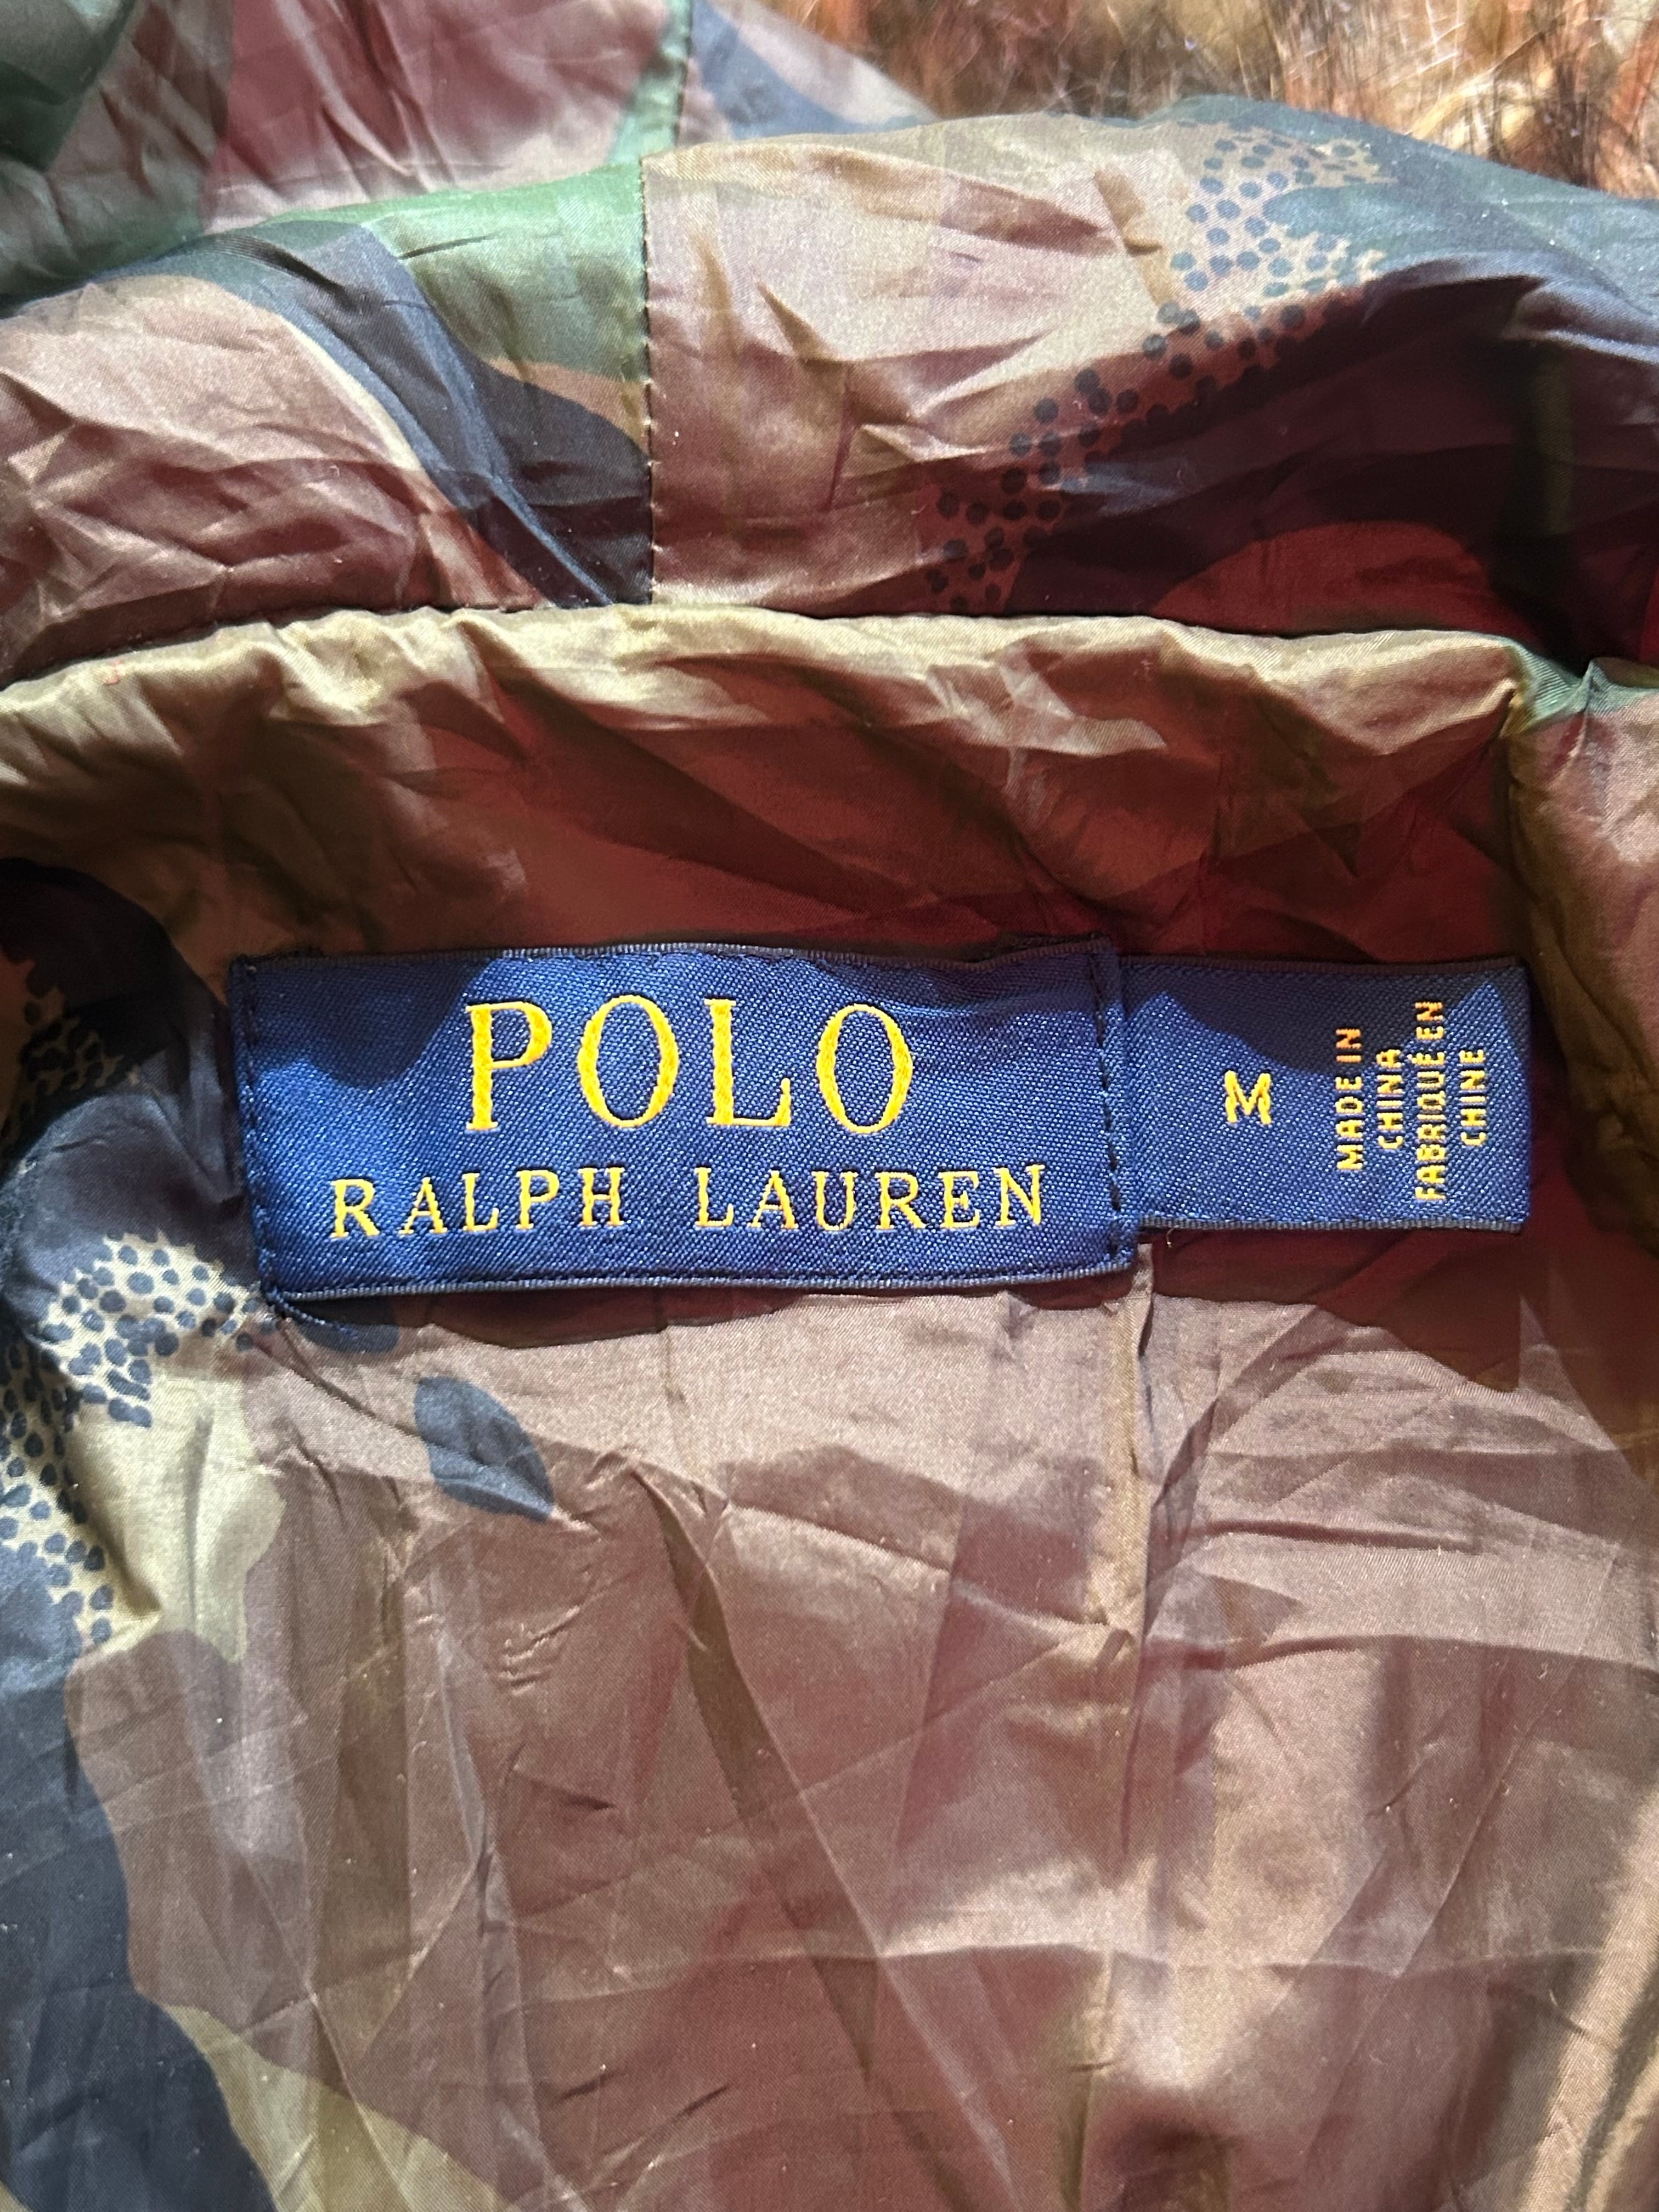 POLO
RALPH LAUREN
M
MADE IN
CHINA
FABRIQUÉ EN
CHINE